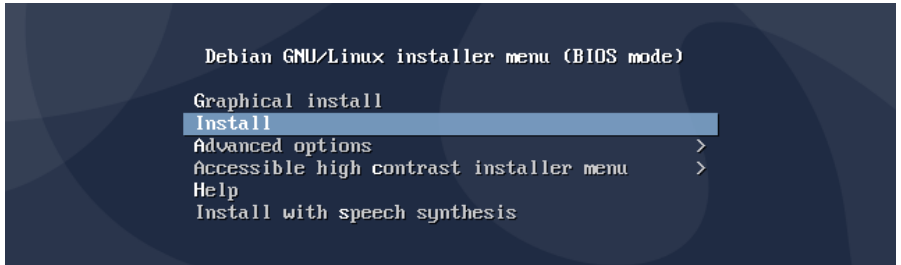 Debian GNU/Linux installer menu (BIOS mode)
Graphical install
Install
Advanced options >
Accessible high contrast installer menu >
Help
Install with speech synthesis